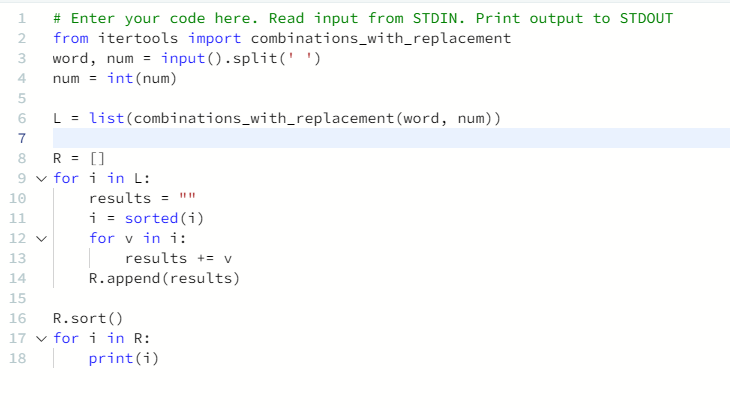 1 # Enter your code here. Read input from STDIN. Print output to STDOUT
2 from itertools import combinations_with_replacement
3 word, num = input().split(' ')
4 num = int(num)
5
6 L = list(combinations_with_replacement(word, num))
7
8 R = []
9 for i in L:
10     results = ""
11     i = sorted(i)
12     for v in i:
13         results += v
14     R.append(results)
15
16 R.sort()
17 for i in R:
18     print(i)